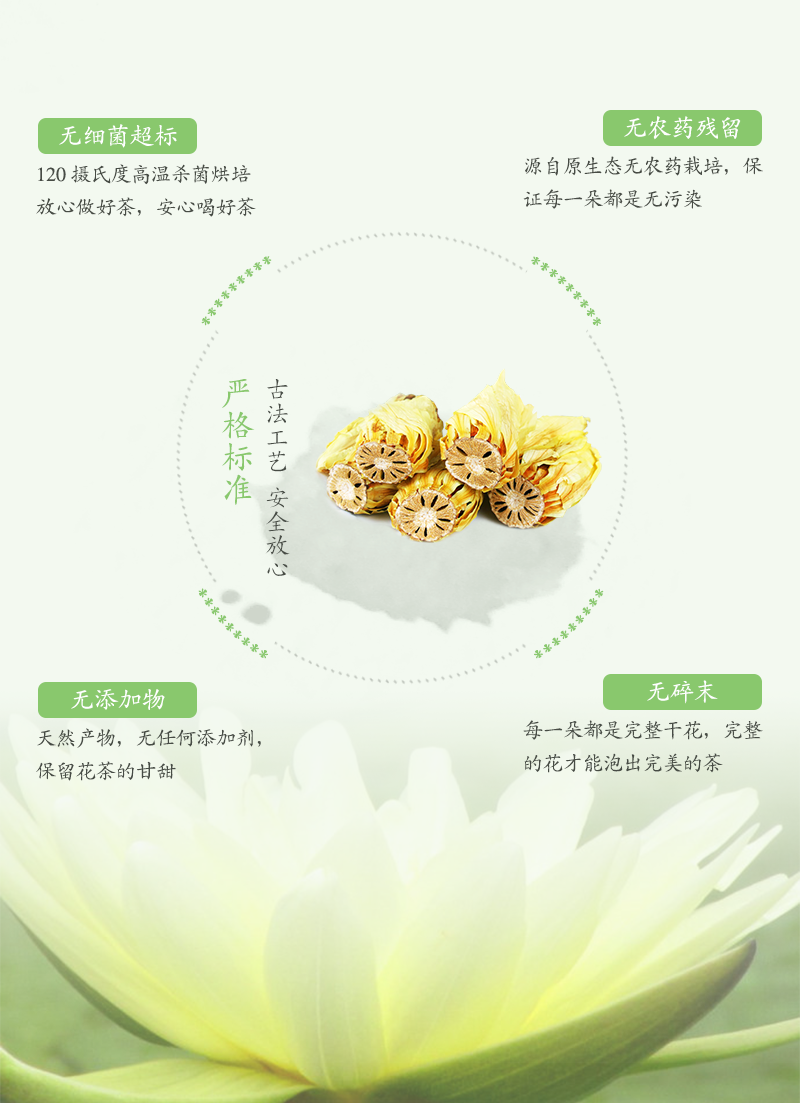 无细菌超标
120 摄氏度高温杀菌烘培
放心做好茶，安心喝好茶
无农药残留
源自原生态无农药栽培，保
证每一朵都是无污染
严格标准
古法工艺 安全放心
无添加物
天然产物，无任何添加剂，
保留花茶的甘甜
无碎末
每一朵都是完整干花，完整
的花才能泡出完美的茶